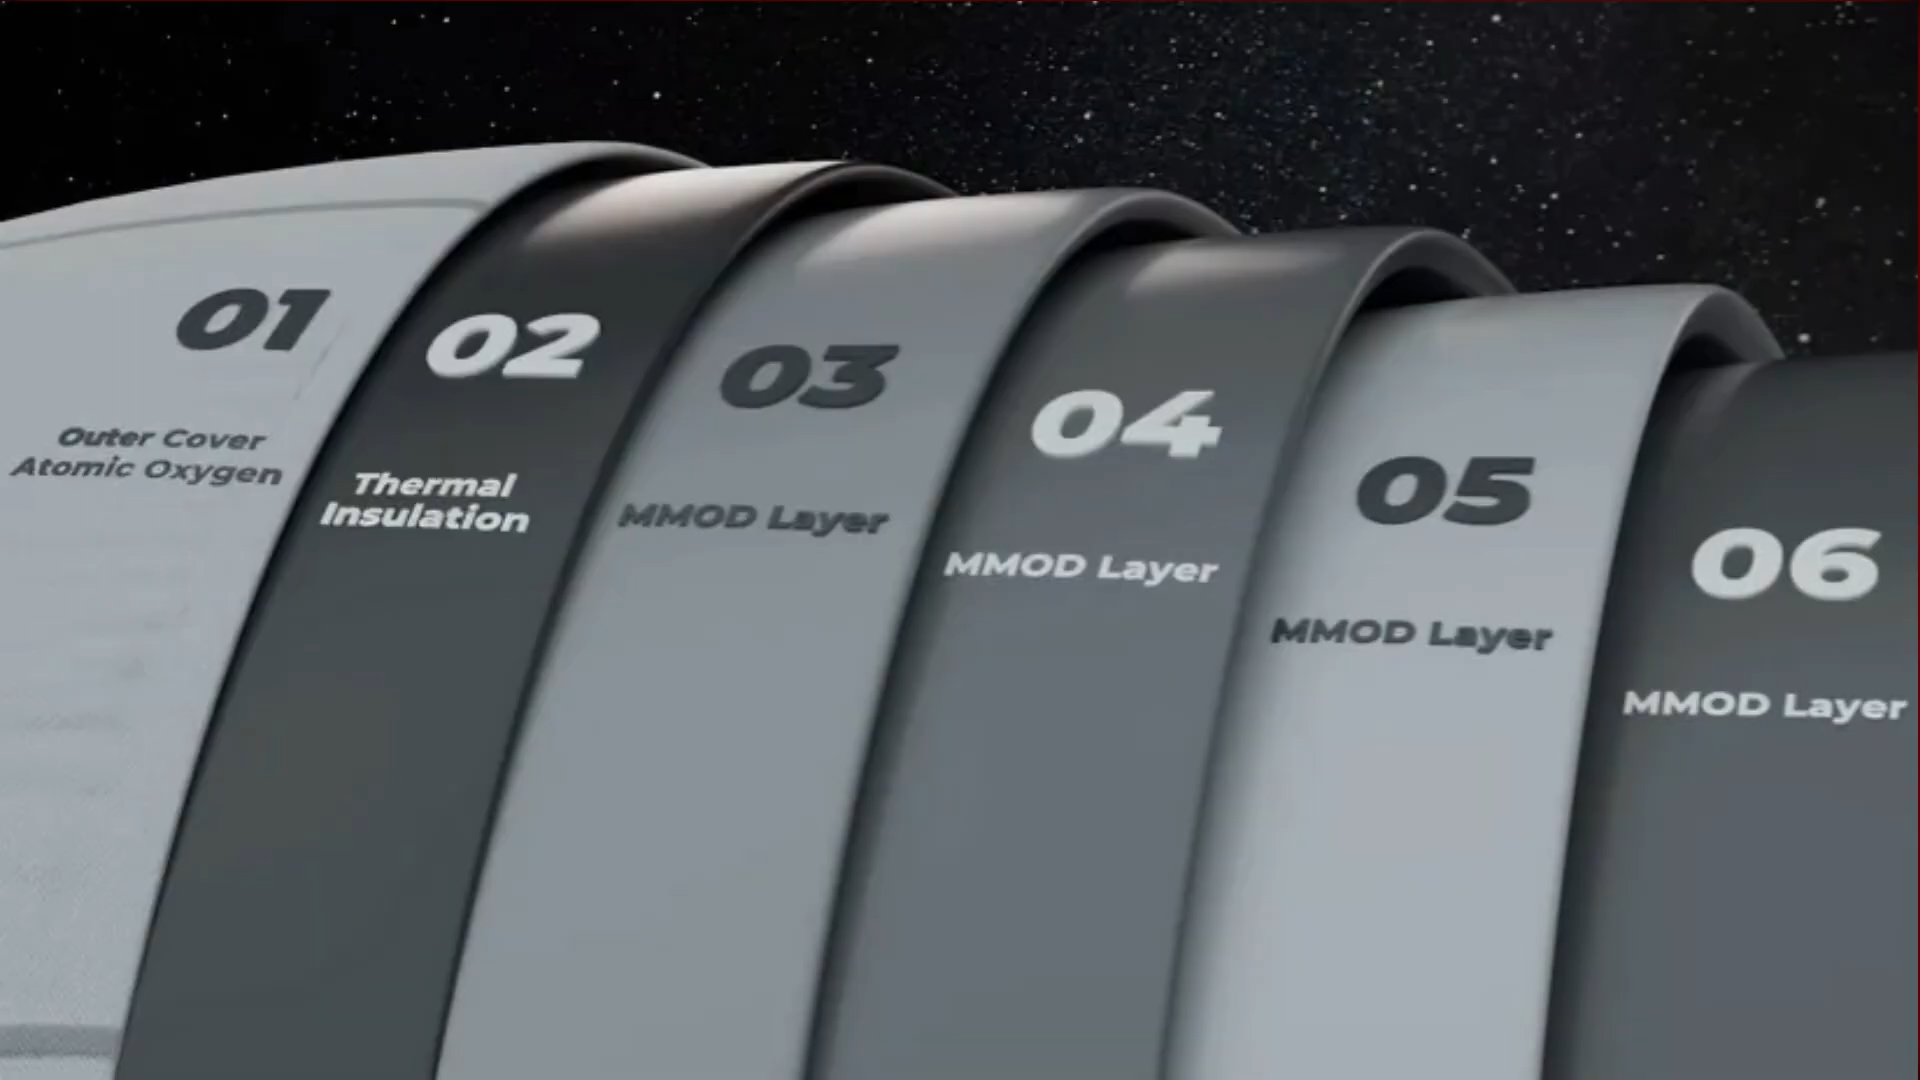 01
Outer Cover
Atomic Oxygen
02
Thermal
Insulation
03
MMOD Layer
04
MMOD Layer
05
MMOD Layer
06
MMOD Layer